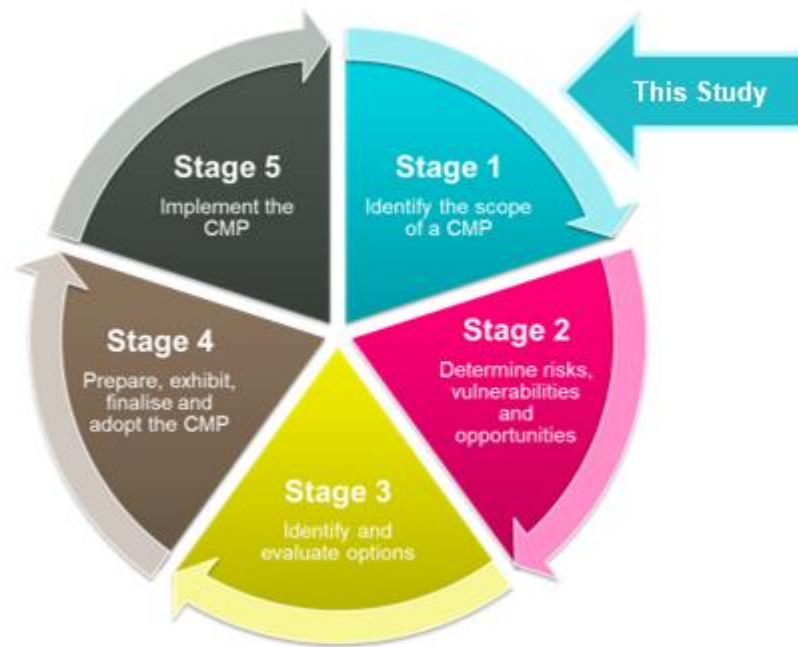 This Study
Stage 1
Identify the scope
of a CMP
Stage 2
Determine risks,
vulnerabilities
and
opportunities
Stage 3
Identify and
evaluate options
Stage 4
Prepare, exhibit,
finalise and
adopt the CMP
Stage 5
Implement the
CMP